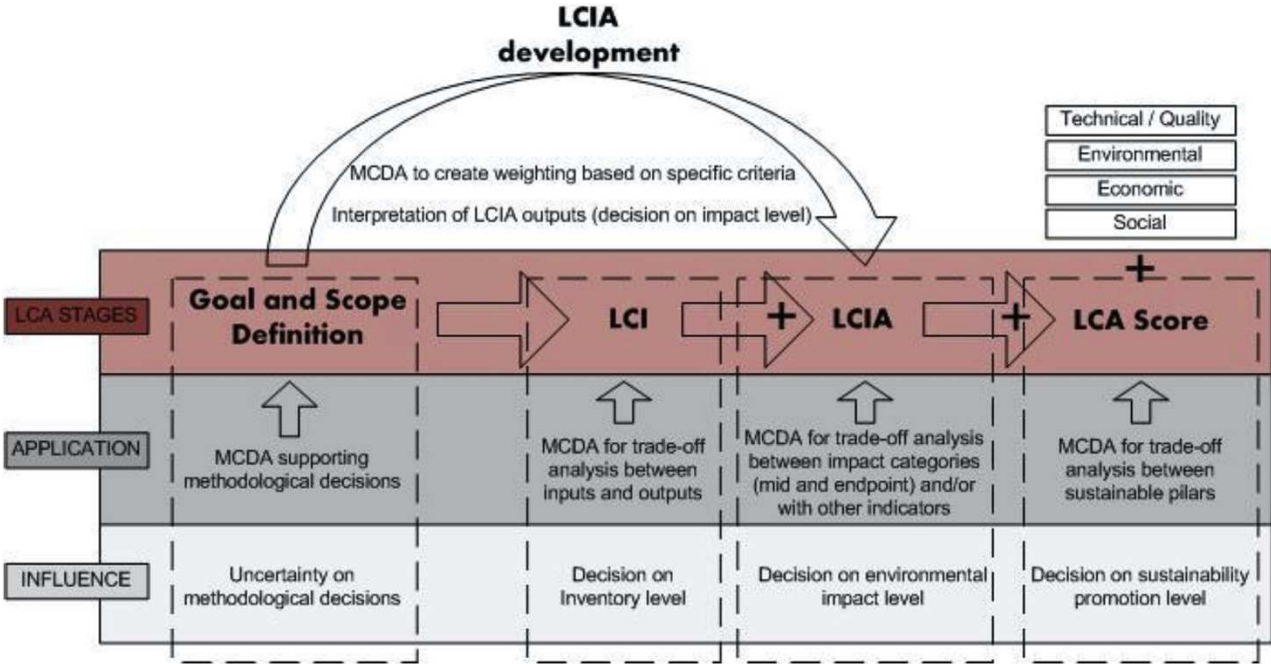 LCIA
development
MCDA to create weighting based on specific criteria
Interpretation of LCIA outputs (decision on impact level)
Technical / Quality
Environmental
Economic
Social
+
LCA STAGES
Goal and Scope
Definition
LCI
+
LCIA
+
LCA Score
APPLICATION
MCDA supporting
methodological decisions
MCDA for trade-off
analysis between
inputs and outputs
MCDA for trade-off analysis
between impact categories
(mid and endpoint) and/or
with other indicators
MCDA for trade-off
analysis between
sustainable pilars
INFLUENCE
Uncertainty on
methodological decisions
Decision on
Inventory level
Decision on environmental
impact level
Decision on sustainability
promotion level